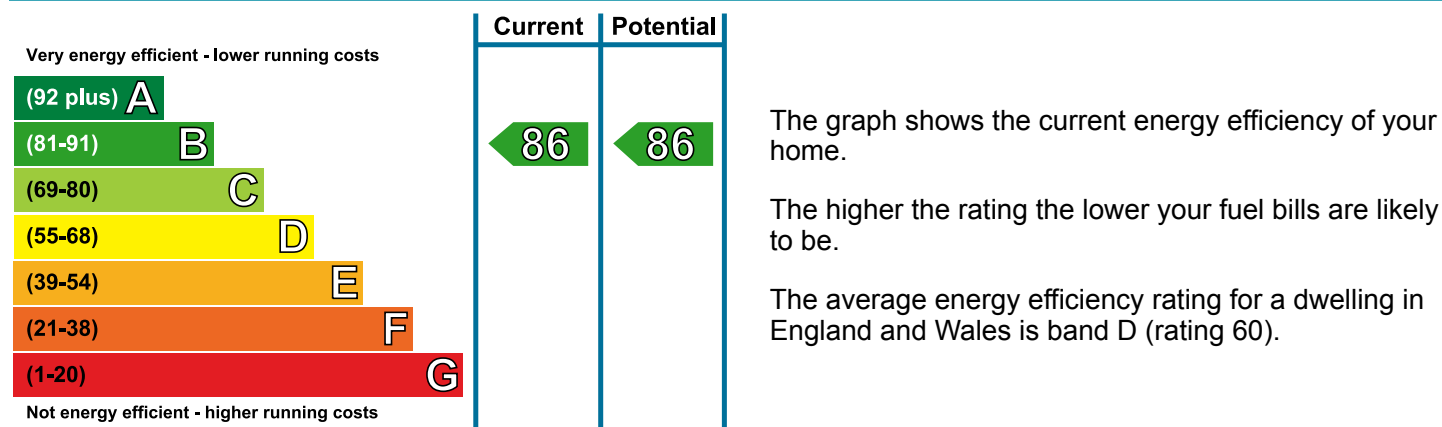 Current Potential
Very energy efficient - lower running costs
(92 plus) A
(81-91) B
86 86
(69-80) C
(55-68) D
(39-54) E
(21-38) F
(1-20) G
Not energy efficient - higher running costs
The graph shows the current energy efficiency of your
home.
The higher the rating the lower your fuel bills are likely
to be.
The average energy efficiency rating for a dwelling in
England and Wales is band D (rating 60).